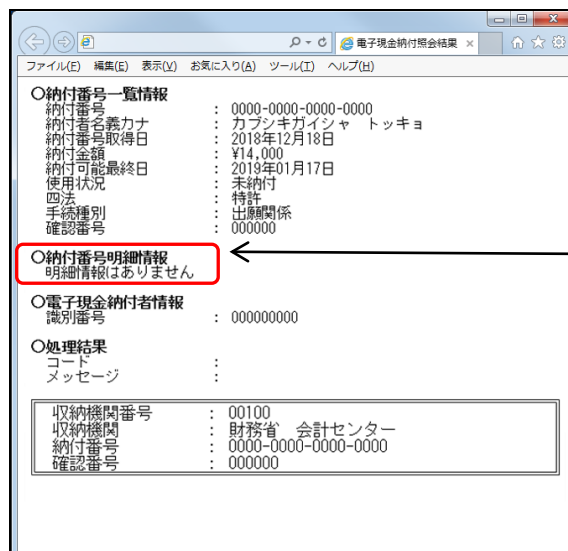 電子現金納付照会結果
ファイル(F) 編集(E) 表示(V) お気に入り(A) ツール(T) ヘルプ(H)
〇納付番号一覧情報
納付番号 : 0000-0000-0000-0000
納付者名義カナ : カブシキガイシャ トッキョ
納付番号取得日 : 2018年12月18日
納付金額 : ¥14,000
納付可能最終日 : 2019年01月17日
使用状況 : 未納付
四法 : 特許
手続種別 : 出願関係
確認番号 : 000000
〇納付番号明細情報
明細情報はありません
〇電子現金納付者情報
識別番号 : 000000000
〇処理結果
コード :
メッセージ :
収納機関番号 : 00100
収納機関 : 財務省 会計センター
納付番号 : 0000-0000-0000-0000
確認番号 : 000000